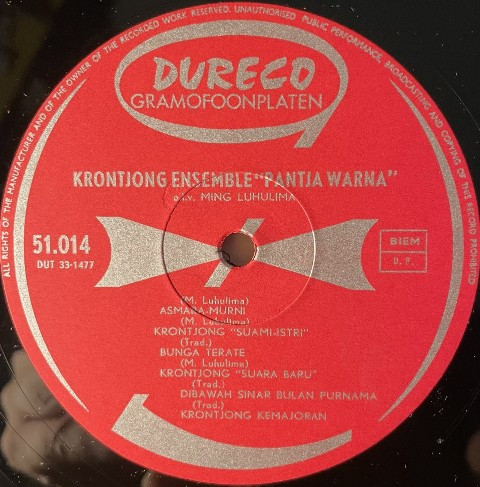 ALL RIGHTS OF THE MANUFACTURER AND OF THE OWNER OF THE RECORDED WORK RESERVED. UNAUTHORISED PUBLIC PERFORMANCE, BROADCASTING AND COPYING OF THIS RECORD PROHIBITED
DURECO
GRAMOFOONPLATEN
KRONTJONG ENSEMBLE "PANTJA WARNA"
o.l.v. MING LUHULIMA
51.014
DUT 33-1477
BIEM
(M. Luhulima)
ASMARA-MURNI
(M. Luhulima)
KRONTJONG "SUAMI-ISTRI"
(Trad.)
BUNGA TERATE
(M. Luhulima)
KRONTJONG "SUARA BARU"
(Trad.)
DIBAWAH SINAR BULAN PURNAMA
(Trad.)
KRONTJONG KEMAJORAN